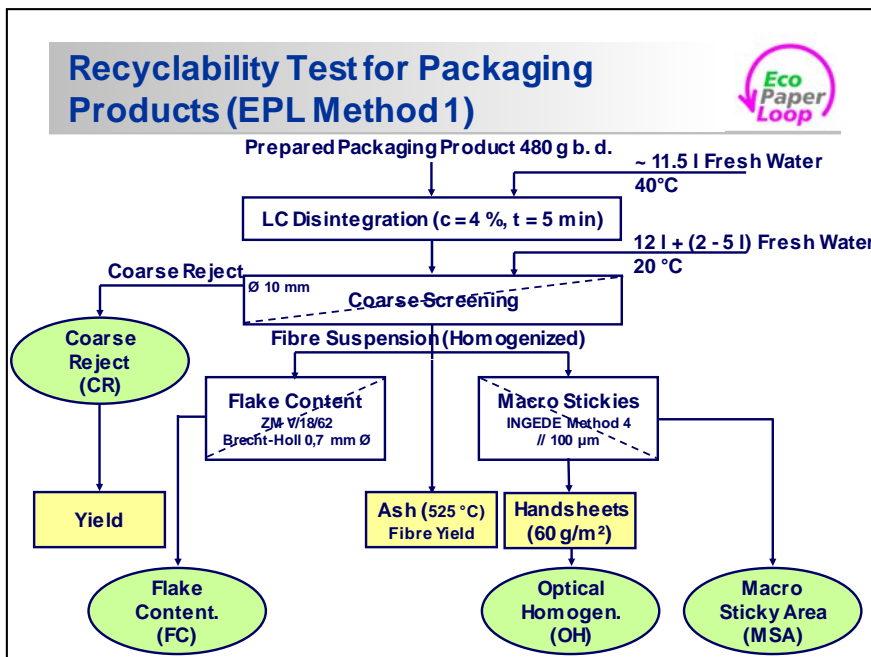 Recyclability Test for Packaging
Products (EPL Method 1)
Eco
Paper
Loop
Prepared Packaging Product 480 g b. d.
~ 11.5 l Fresh Water
40°C
LC Disintegration (c = 4 %, t = 5 min)
12 l + (2 - 5 l) Fresh Water
20 °C
Coarse Reject
Ø 10 mm
Coarse Screening
Fibre Suspension (Homogenized)
Coarse
Reject
(CR)
Flake Content
ZM V/18/62
Brecht-Holl 0,7 mm Ø
Macro Stickies
INGEDE Method 4
// 100 µm
Yield
Ash (525 °C)
Fibre Yield
Handsheets
(60 g/m²)
Flake
Content.
(FC)
Optical
Homogen.
(OH)
Macro
Sticky Area
(MSA)